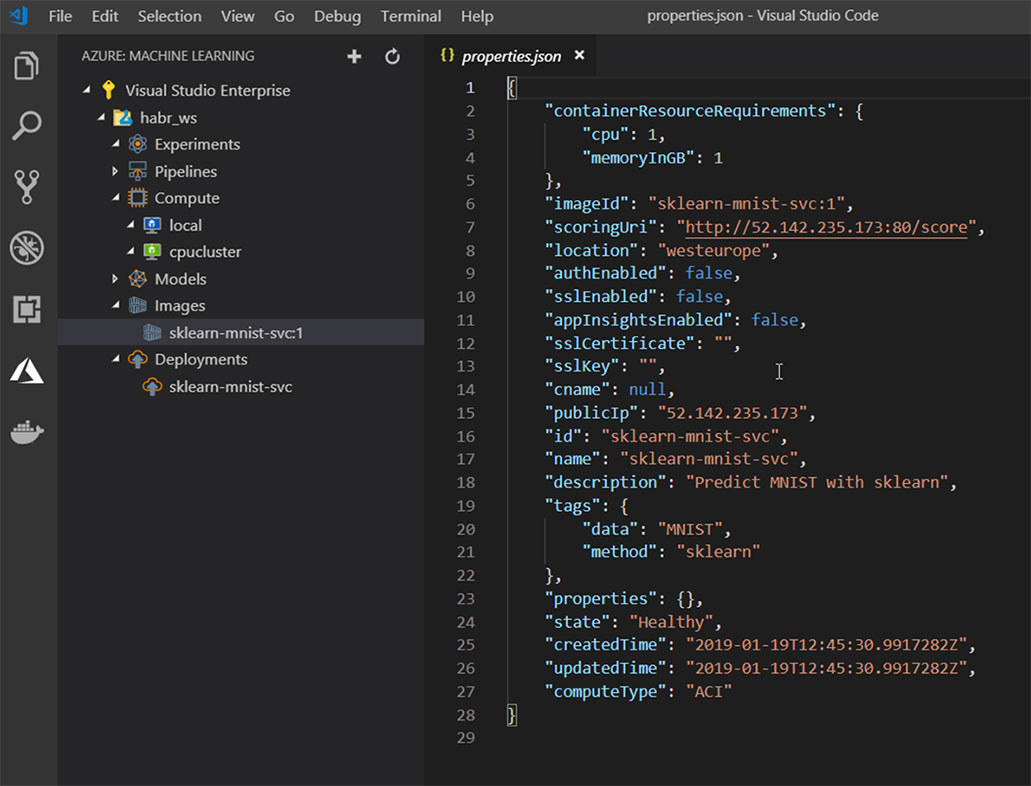 File Edit Selection View Go Debug Terminal Help properties.json - Visual Studio Code
AZURE: MACHINE LEARNING
Visual Studio Enterprise
habr_ws
Experiments
Pipelines
Compute
local
cpucluster
Models
Images
sklearn-mnist-svc:1
Deployments
sklearn-mnist-svc
{} properties.json
1 {
2 "containerResourceRequirements": {
3 "cpu": 1,
4 "memoryInGB": 1
5 },
6 "imageId": "sklearn-mnist-svc:1",
7 "scoringUri": "http://52.142.235.173:80/score",
8 "location": "westeurope",
9 "authEnabled": false,
10 "sslEnabled": false,
11 "appInsightsEnabled": false,
12 "sslCertificate": "",
13 "sslKey": "",
14 "cname": null,
15 "publicIp": "52.142.235.173",
16 "id": "sklearn-mnist-svc",
17 "name": "sklearn-mnist-svc",
18 "description": "Predict MNIST with sklearn",
19 "tags": {
20 "data": "MNIST",
21 "method": "sklearn"
22 },
23 "properties": {},
24 "state": "Healthy",
25 "createdTime": "2019-01-19T12:45:30.9917282Z",
26 "updatedTime": "2019-01-19T12:45:30.9917282Z",
27 "computeType": "ACI"
28 }
29